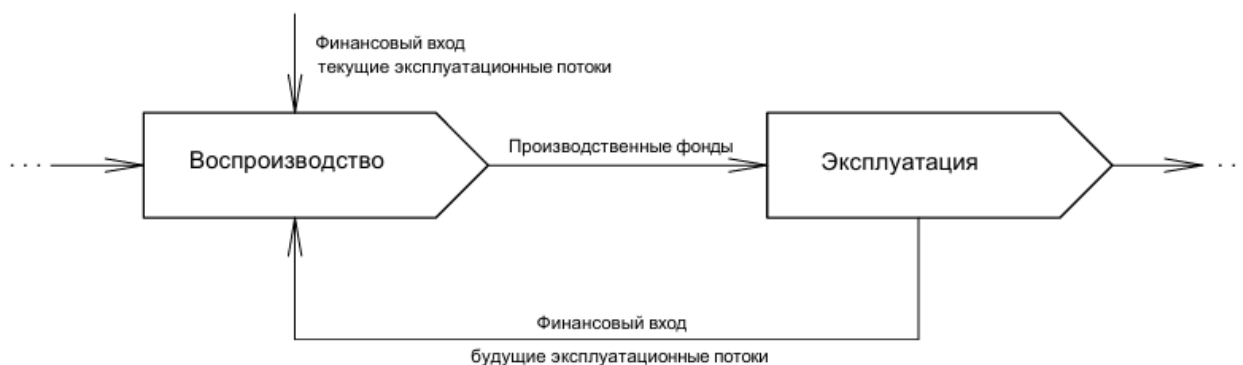 Финансовый вход
текущие эксплуатационные потоки
. . .
Воспроизводство
Производственные фонды
Эксплуатация
. .
Финансовый вход
будущие эксплуатационные потоки